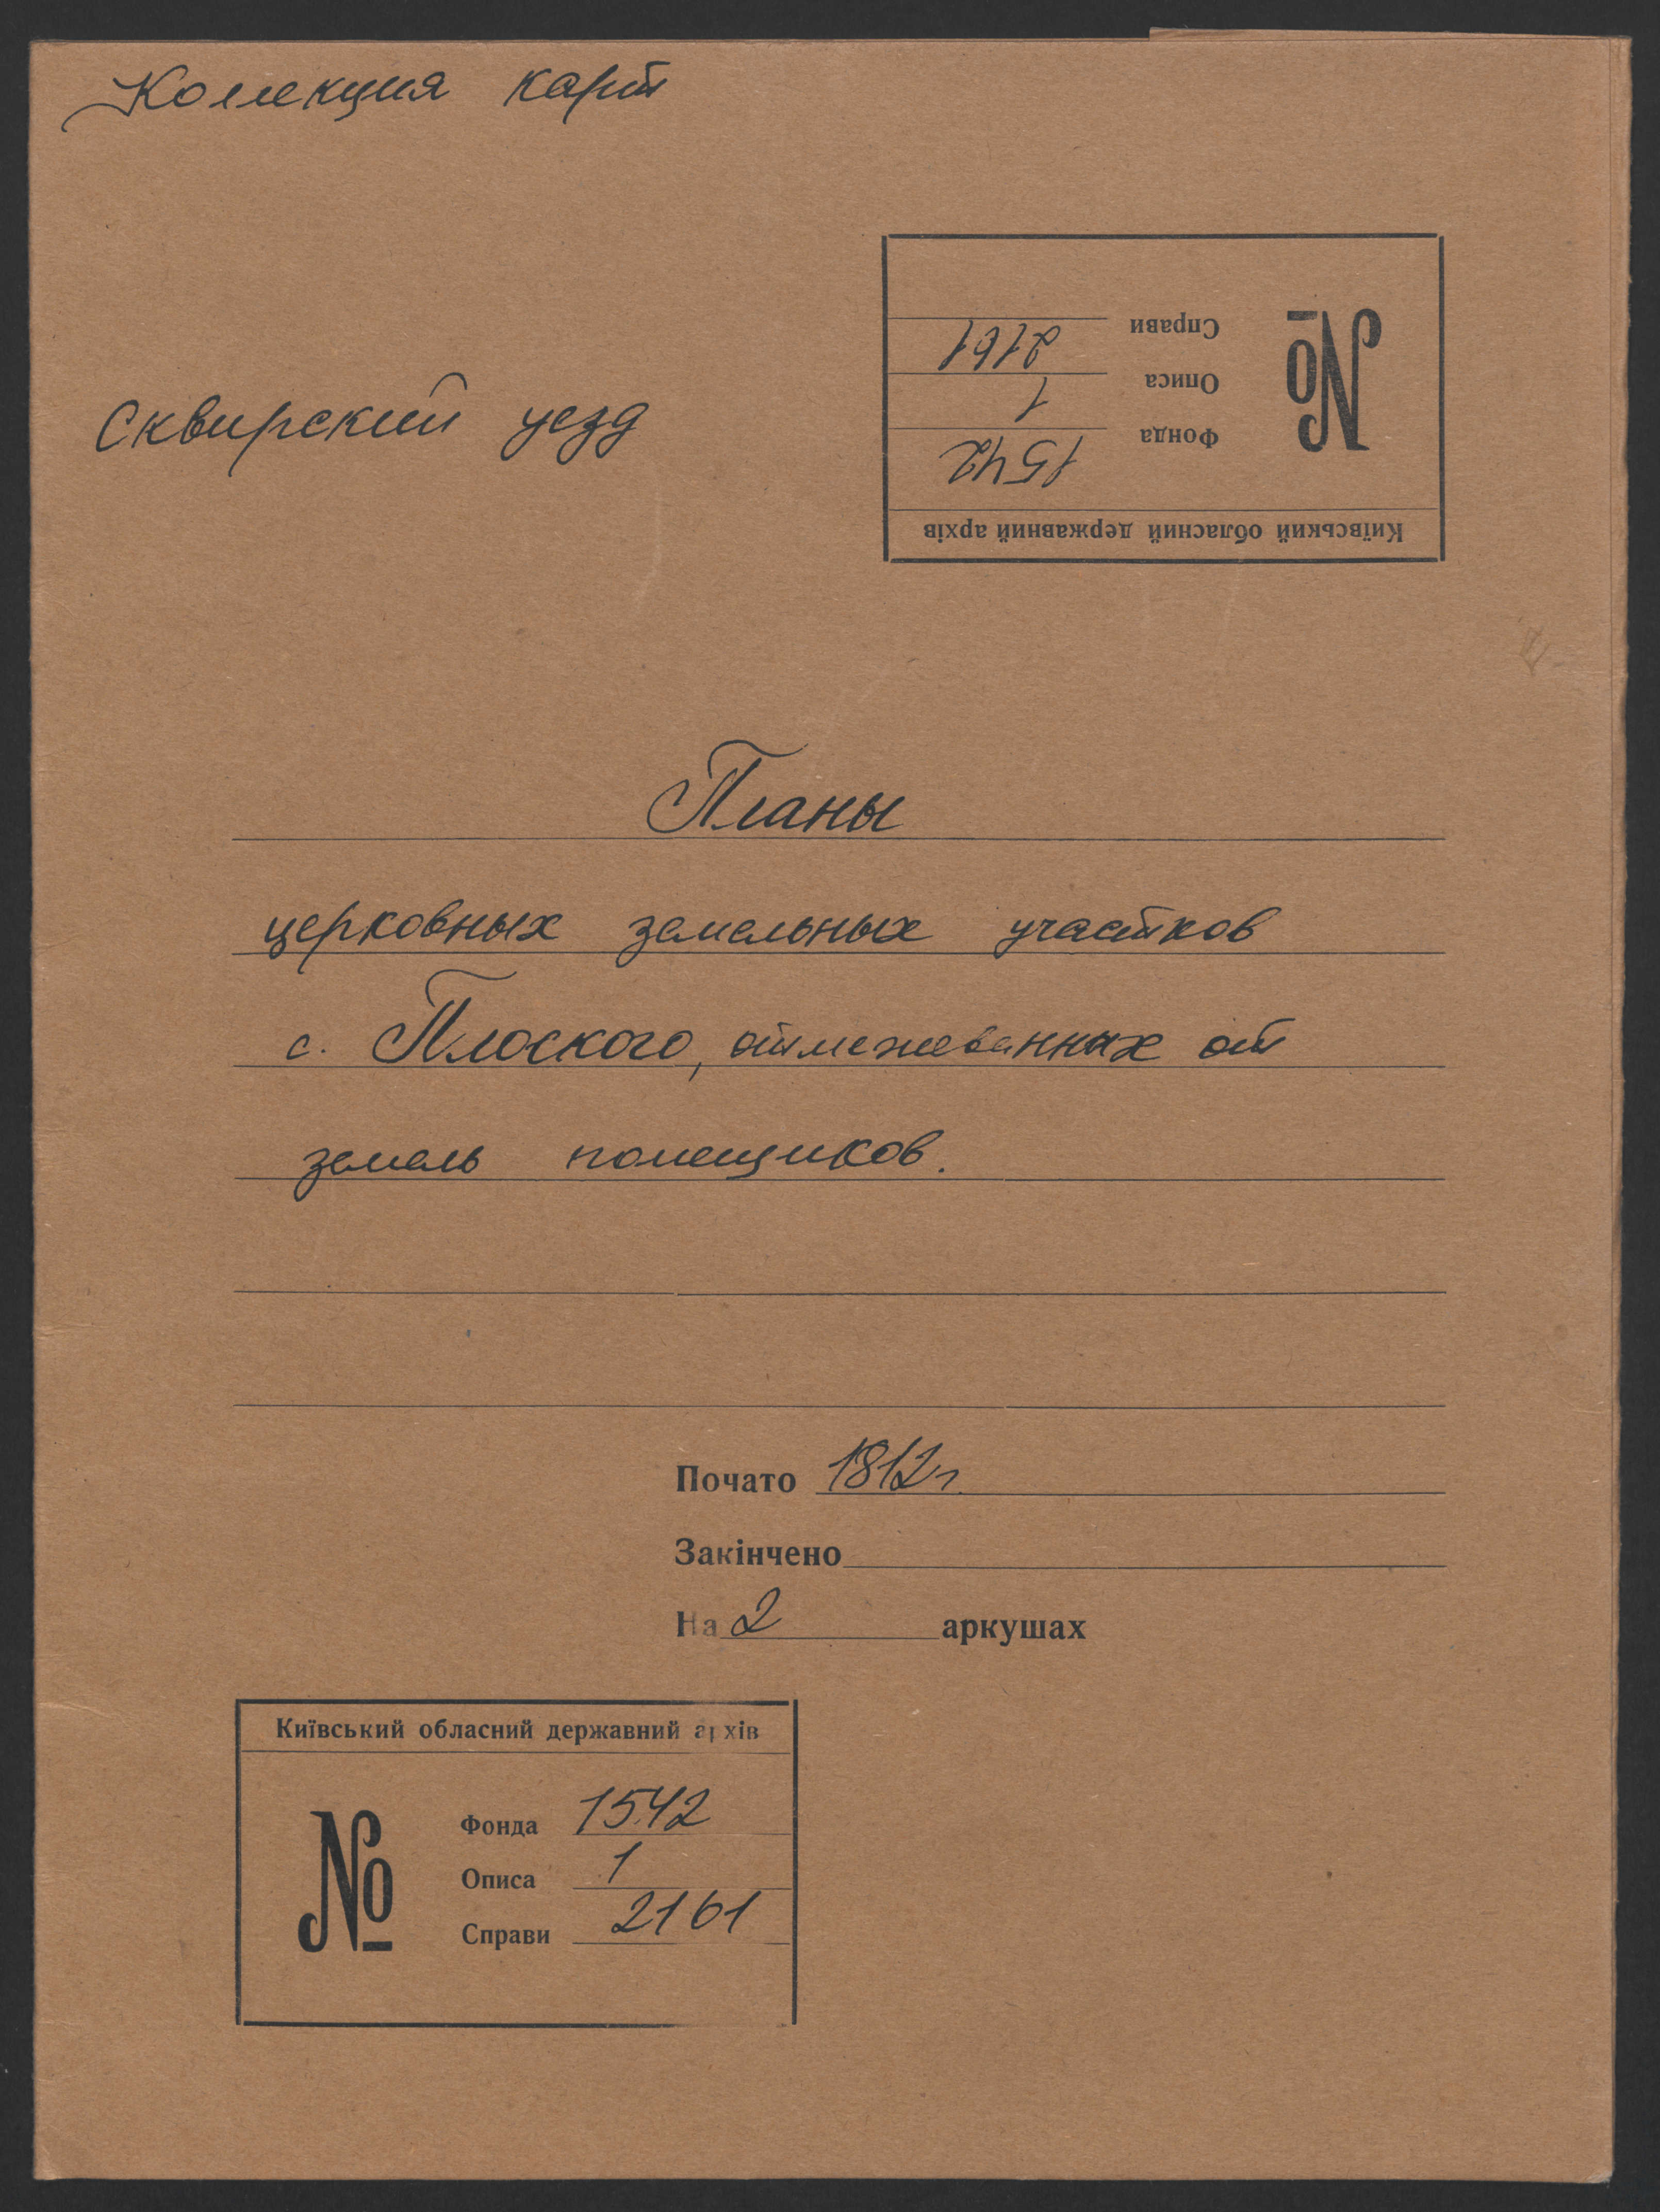 Коллекция карт
Київський обласний державний архів
№
Фонда 1542
Описа 1
Справи 2161
Сквирский уезд
Планы
церковных земельных участков
с. Плоского, отмежеванных от
земель помещиков.
Почато 1812г.
Закінчено
На 2 аркушах
Київський обласний державний архів
№
Фонда 1542
Описа 1
Справи 2161